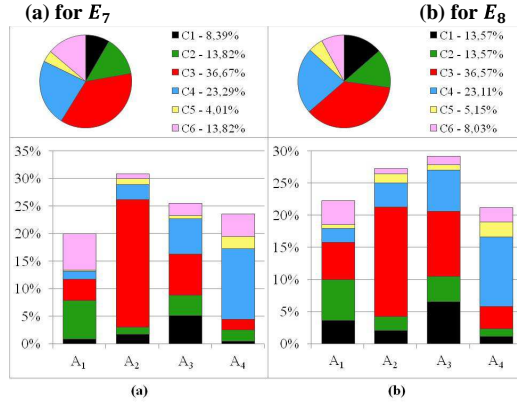 (a) for E₇
(b) for E₈
C1 - 8,39%
C2 - 13,82%
C3 - 36,67%
C4 - 23,29%
C5 - 4,01%
C6 - 13,82%
C1 - 13,57%
C2 - 13,57%
C3 - 36,57%
C4 - 23,11%
C5 - 5,15%
C6 - 8,03%
35%
30%
25%
20%
15%
10%
5%
0%
A₁ A₂ A₃ A₄
(a)
30%
25%
20%
15%
10%
5%
0%
A₁ A₂ A₃ A₄
(b)